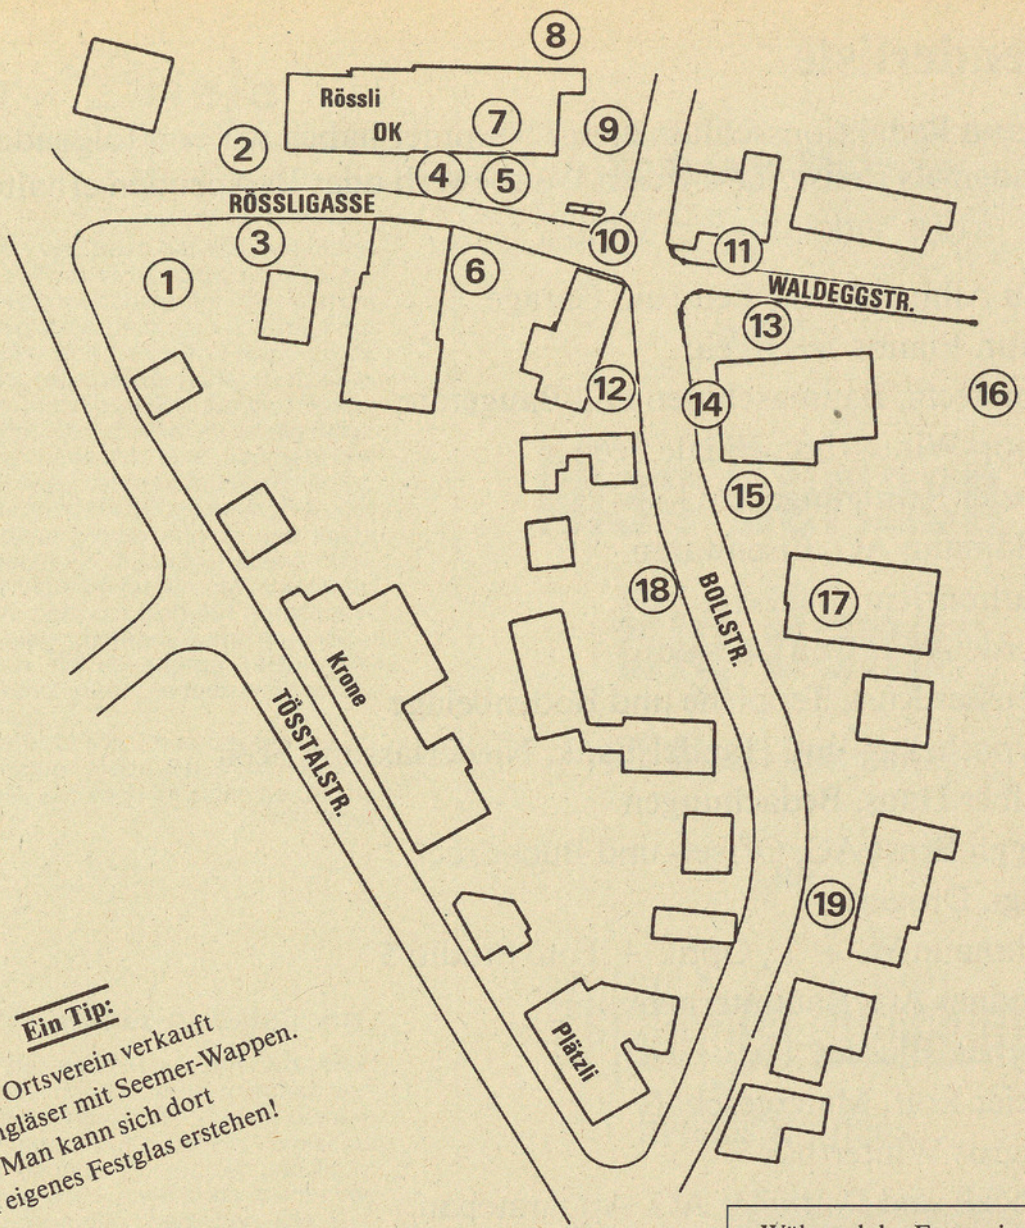 8
Rössli
OK
7
9
2
4
5
RÖSSLIGASSE
3
10
11
6
1
WALDEGGSTR.
13
12
14
16
15
18
BOLLSTR.
17
Krone
TÖSSTALSTR.
19
Plätzli
Ein Tip:
Ortsverein verkauft
gläser mit Seemer-Wappen.
Man kann sich dort
eigenes Festglas erstehen!